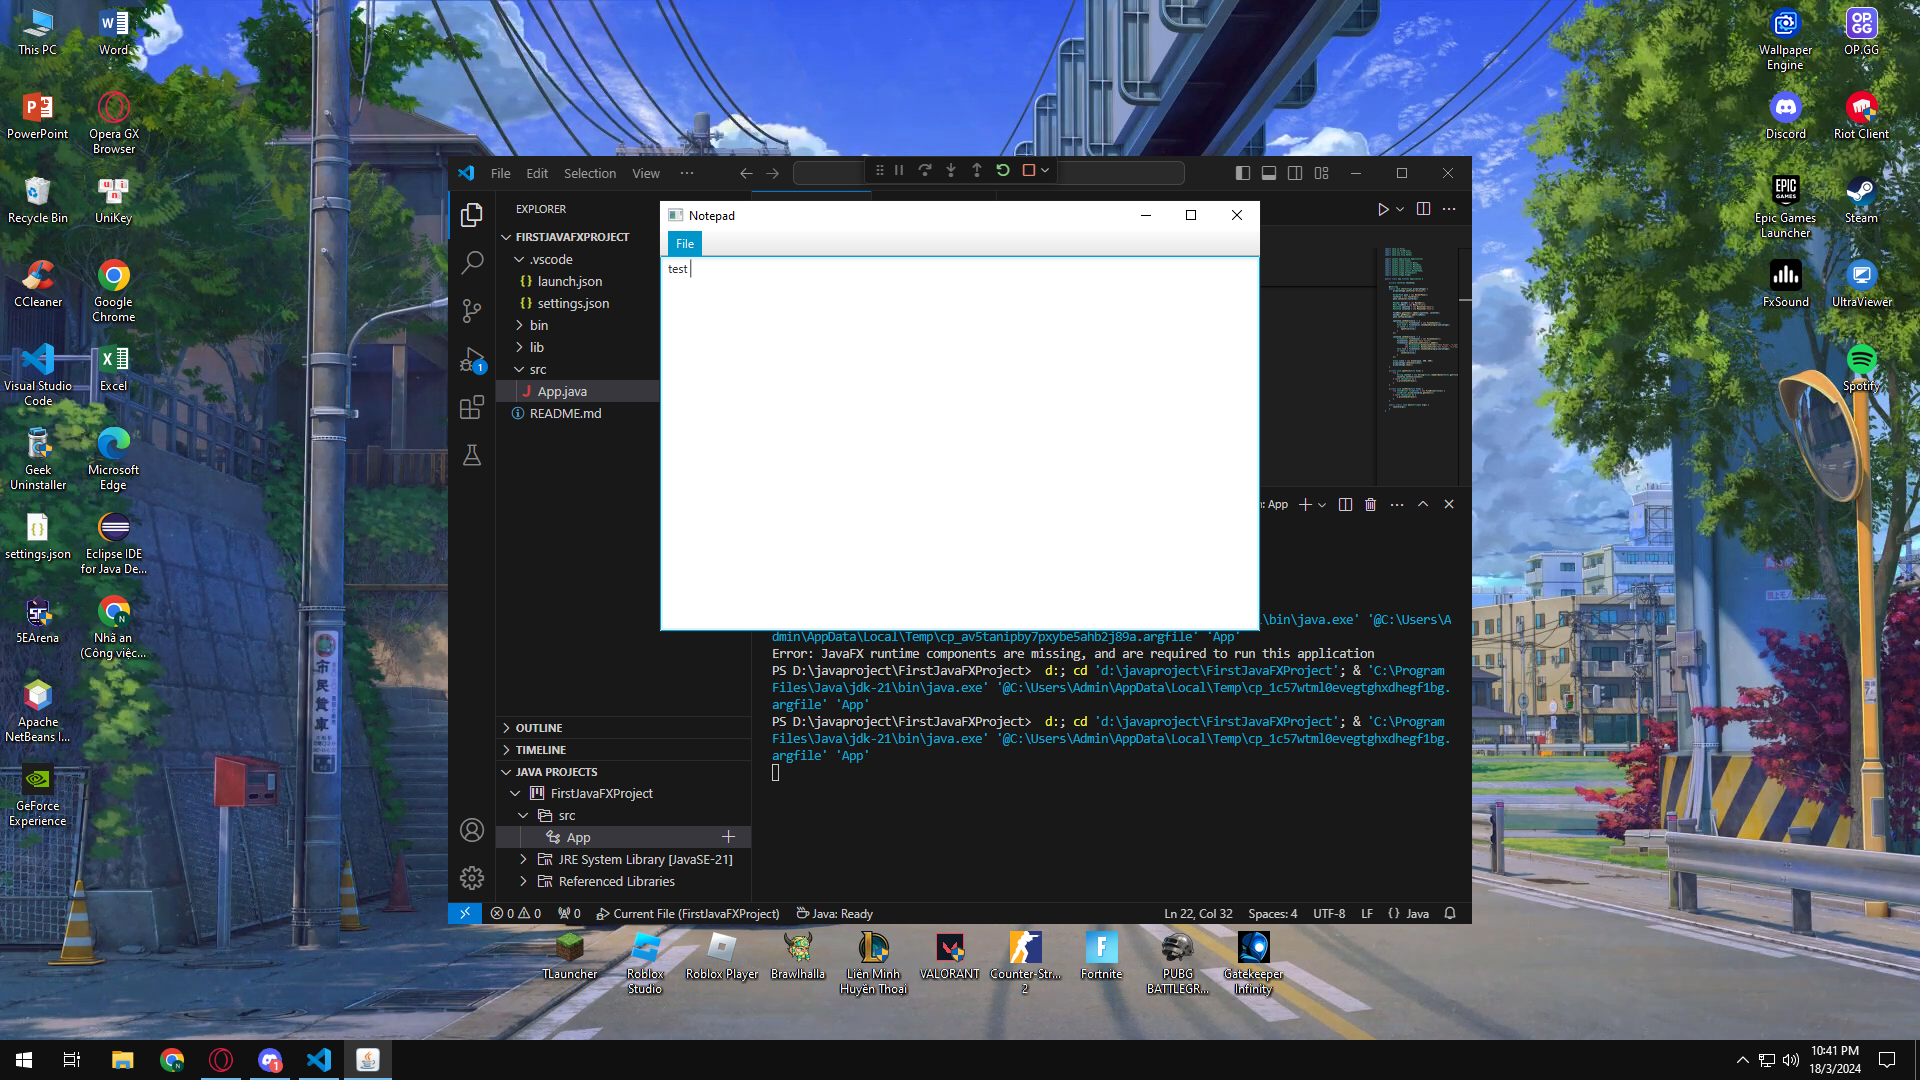 This PC
Word
PowerPoint
Opera GX
Browser
Recycle Bin
UniKey
CCleaner
Google
Chrome
Visual Studio
Code
Excel
Geek
Uninstaller
Microsoft
Edge
settings.json
Eclipse IDE
for Java De...
5EArena
Nhã an
(Công việc...
Apache
NetBeans I...
GeForce
Experience
Wallpaper
Engine
OP.GG
Discord
Riot Client
Epic Games
Launcher
Steam
FxSound
UltraViewer
Spotify
File Edit Selection View ...
EXPLORER
FIRSTJAVAFXPROJECT
.vscode
launch.json
settings.json
bin
lib
src
App.java
README.md
OUTLINE
TIMELINE
JAVA PROJECTS
FirstJavaFXProject
src
App
JRE System Library [JavaSE-21]
Referenced Libraries
Notepad
File
test
: App
\bin\java.exe' '@C:\Users\A
dmin\AppData\Local\Temp\cp_av5tanipby7pxybe5ahb2j89a.argfile' 'App'
Error: JavaFX runtime components are missing, and are required to run this application
PS D:\javaproject\FirstJavaFXProject> d:; cd 'd:\javaproject\FirstJavaFXProject'; & 'C:\Program
Files\Java\jdk-21\bin\java.exe' '@C:\Users\Admin\AppData\Local\Temp\cp_1c57wtml0evegtghxdhegf1bg.
argfile' 'App'
PS D:\javaproject\FirstJavaFXProject> d:; cd 'd:\javaproject\FirstJavaFXProject'; & 'C:\Program
Files\Java\jdk-21\bin\java.exe' '@C:\Users\Admin\AppData\Local\Temp\cp_1c57wtml0evegtghxdhegf1bg.
argfile' 'App'
0 0 0 Current File (FirstJavaFXProject) Java: Ready
Ln 22, Col 32 Spaces: 4 UTF-8 LF {} Java
TLauncher
Roblox
Studio
Roblox Player
Brawlhalla
Liên Minh
Huyền Thoại
VALORANT
Counter-Str...
2
Fortnite
PUBG
BATTLEGR...
Gatekeeper
Infinity
市民貸車
10:41 PM
18/3/2024